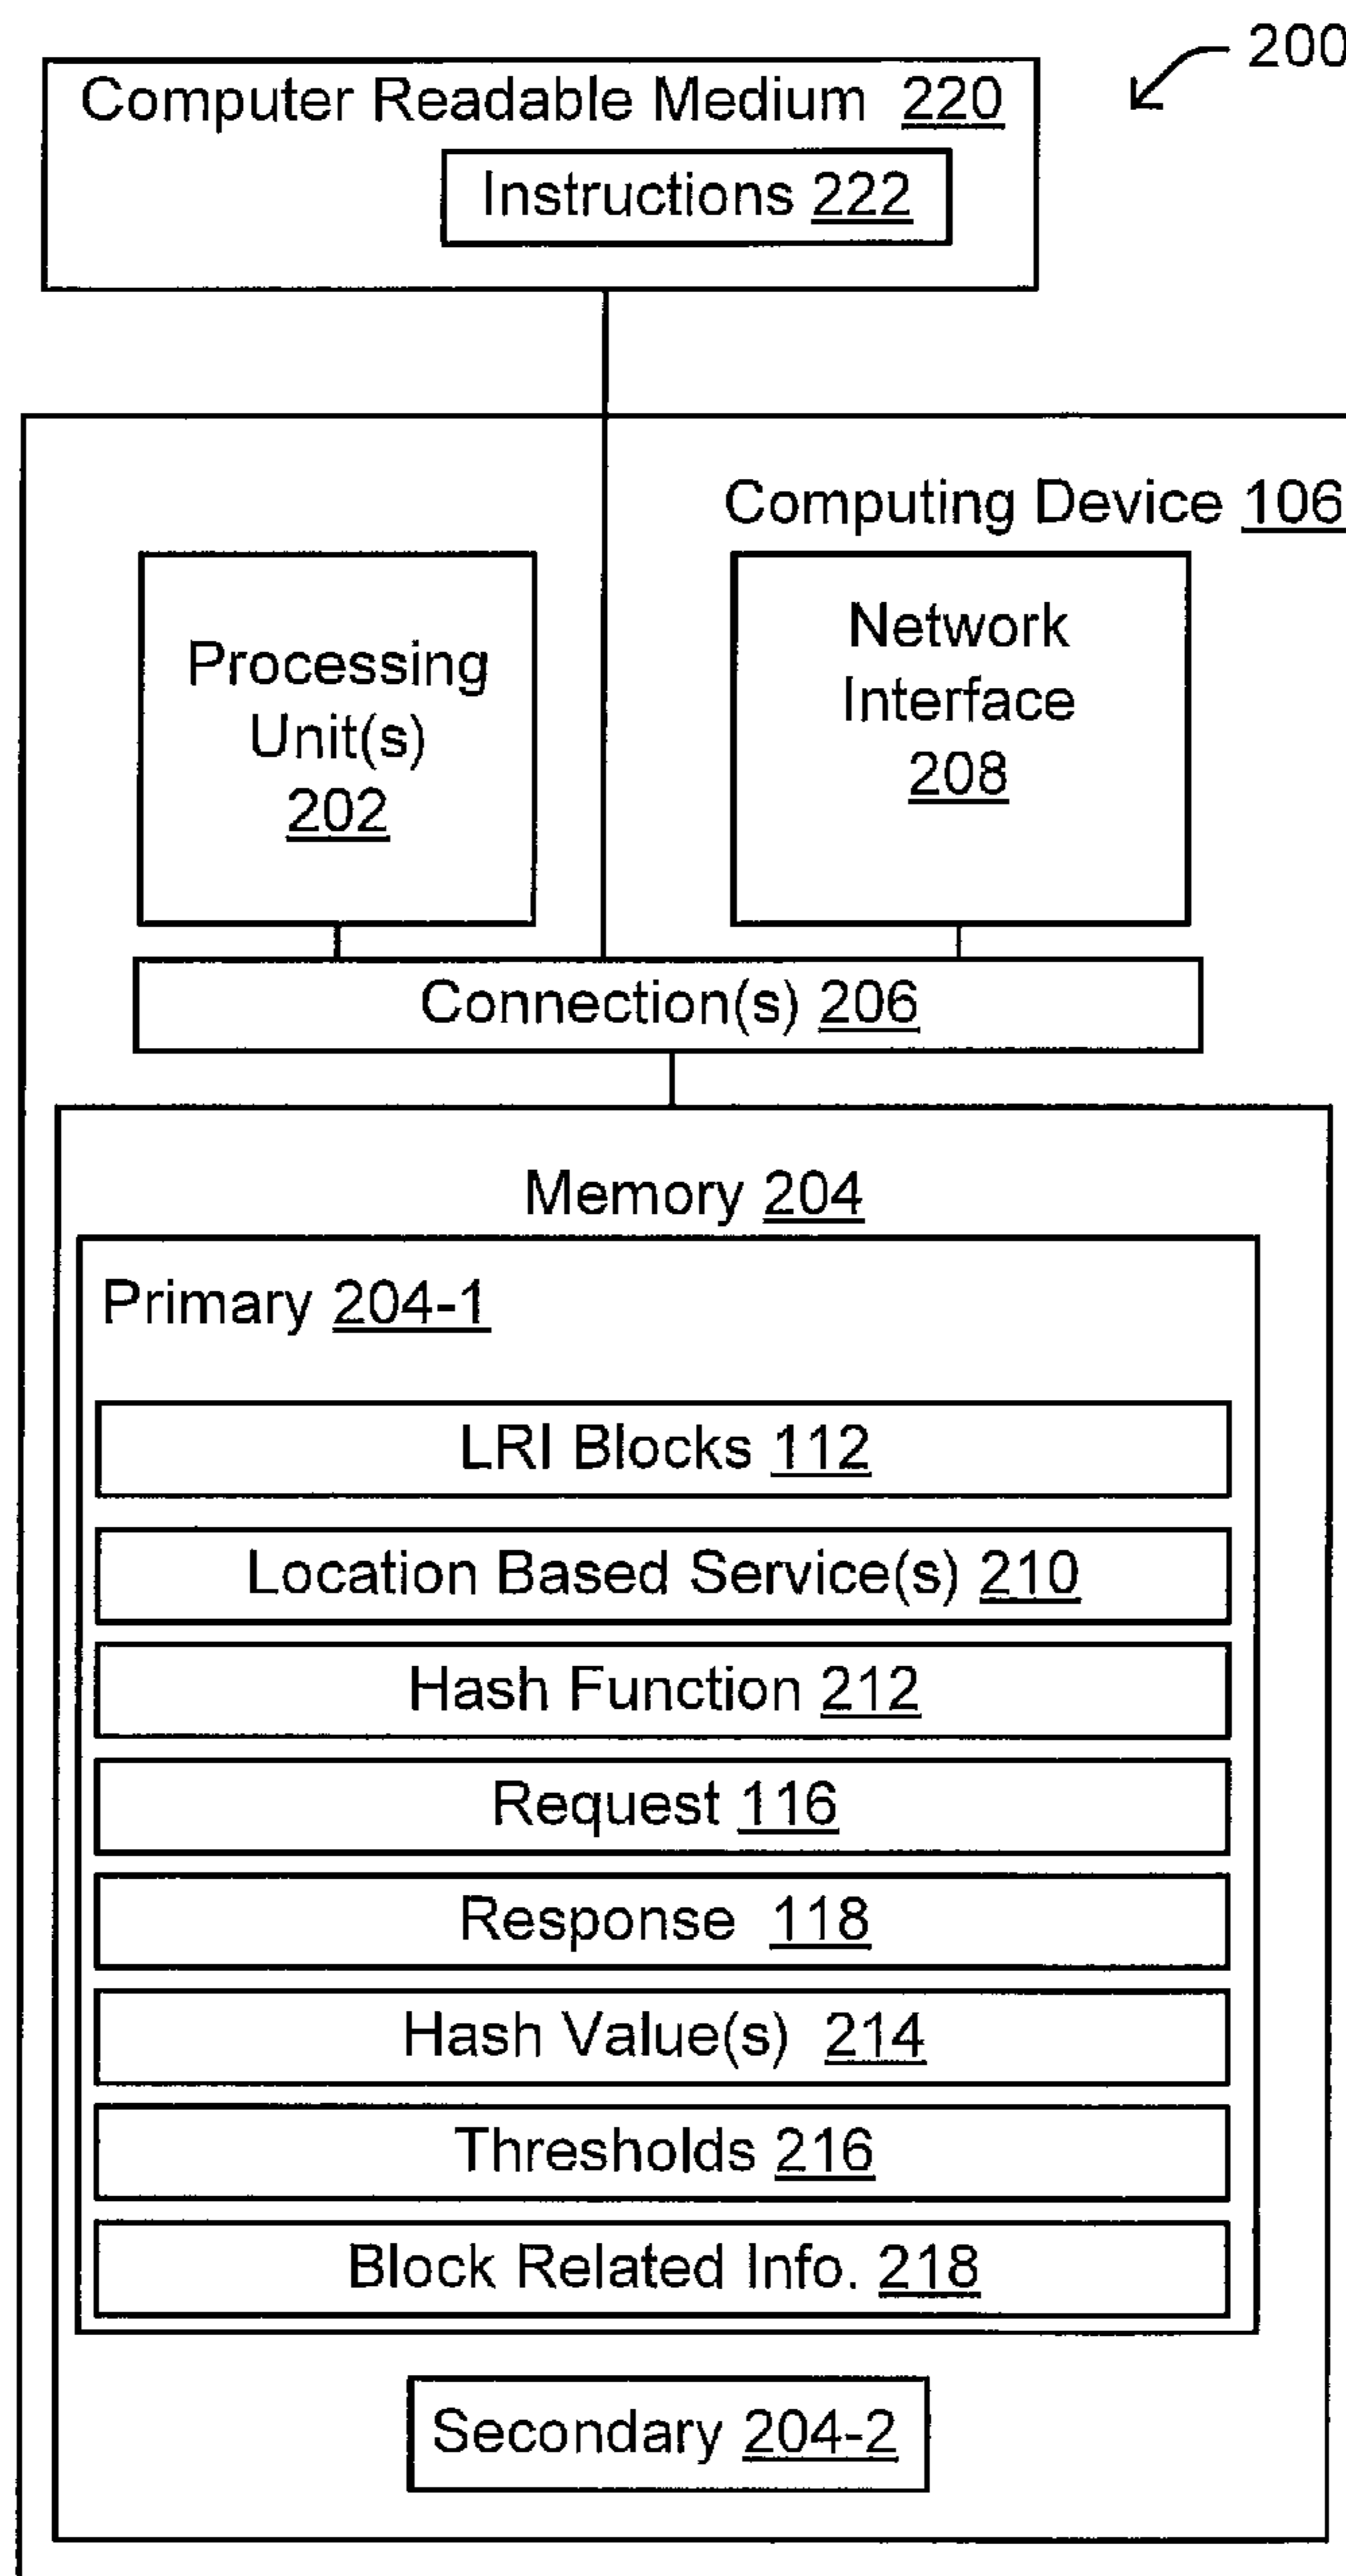 200
Computer Readable Medium 220
Instructions 222
Computing Device 106
Processing
Unit(s)
202
Network
Interface
208
Connection(s) 206
Memory 204
Primary 204-1
LRI Blocks 112
Location Based Service(s) 210
Hash Function 212
Request 116
Response 118
Hash Value(s) 214
Thresholds 216
Block Related Info. 218
Secondary 204-2